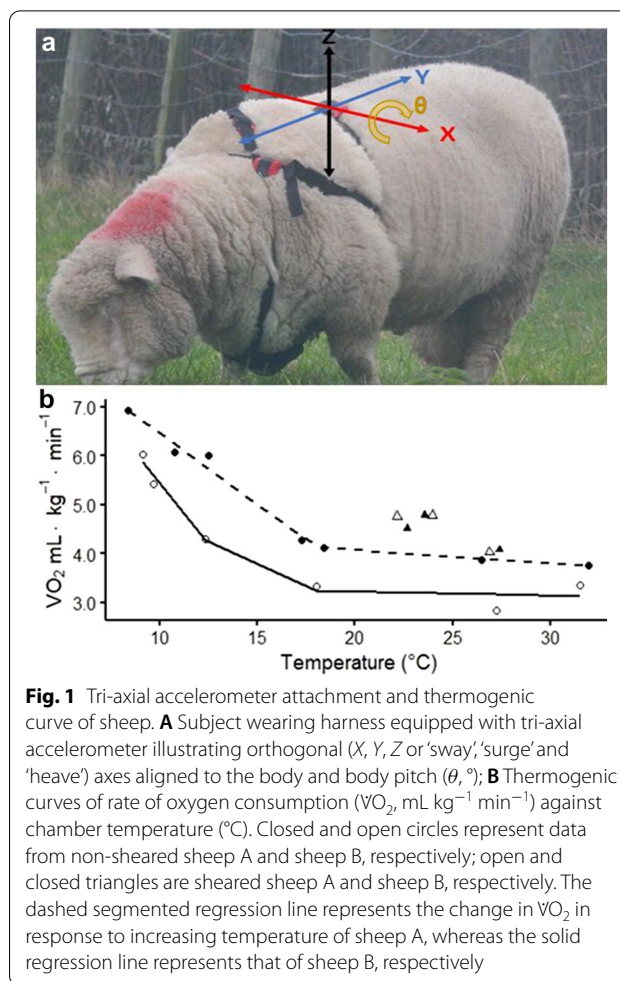 a
Z
Y
θ
X
b
7.0
6.0
5.0
4.0
3.0
VO₂ mL · kg⁻¹ · min⁻¹
10 15 20 25 30
Temperature (°C)
Fig. 1 Tri-axial accelerometer attachment and thermogenic
curve of sheep. A Subject wearing harness equipped with tri-axial
accelerometer illustrating orthogonal (X, Y, Z or ‘sway’, ‘surge’ and
‘heave’) axes aligned to the body and body pitch (θ, °); B Thermogenic
curves of rate of oxygen consumption (V̇O₂, mL kg⁻¹ min⁻¹) against
chamber temperature (°C). Closed and open circles represent data
from non-sheared sheep A and sheep B, respectively; open and
closed triangles are sheared sheep A and sheep B, respectively. The
dashed segmented regression line represents the change in V̇O₂ in
response to increasing temperature of sheep A, whereas the solid
regression line represents that of sheep B, respectively